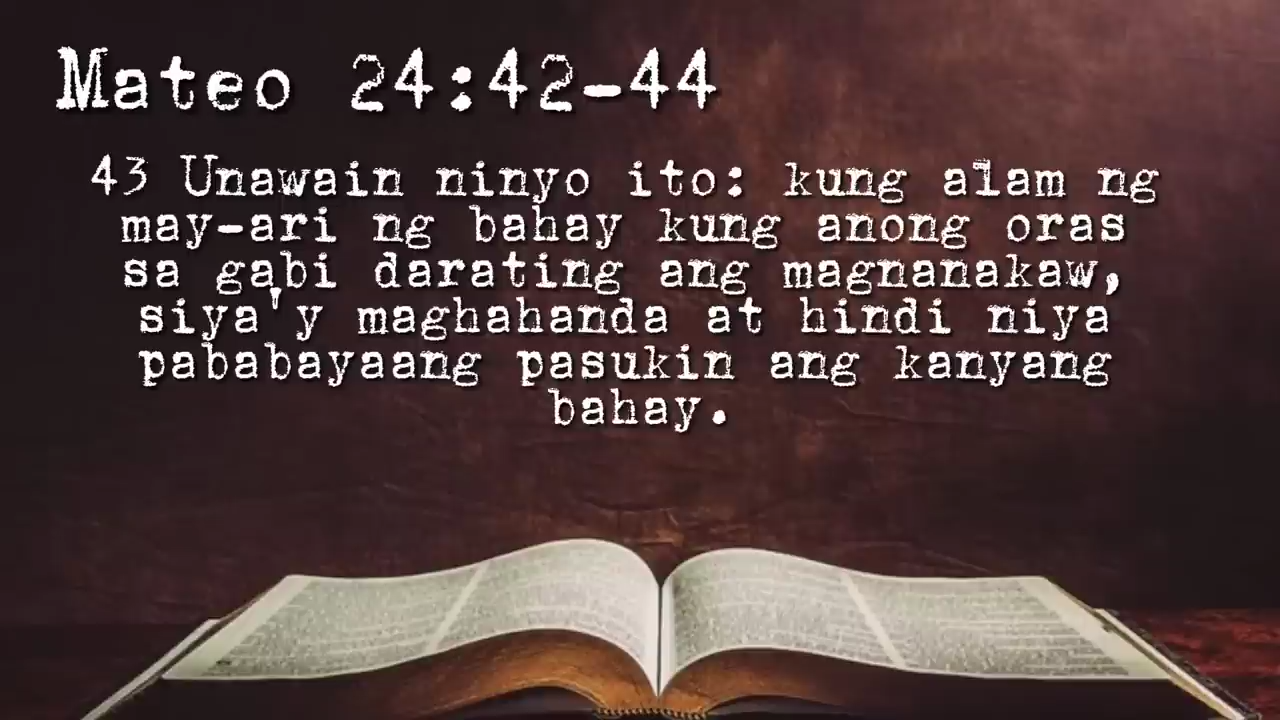 Mateo 24:42-44
43 Unawain ninyo ito: kung alam ng
may-ari ng bahay kung anong oras
sa gabi darating ang magnanakaw,
siya'y maghahanda at hindi niya
pababayaang pasukin ang kanyang
bahay.